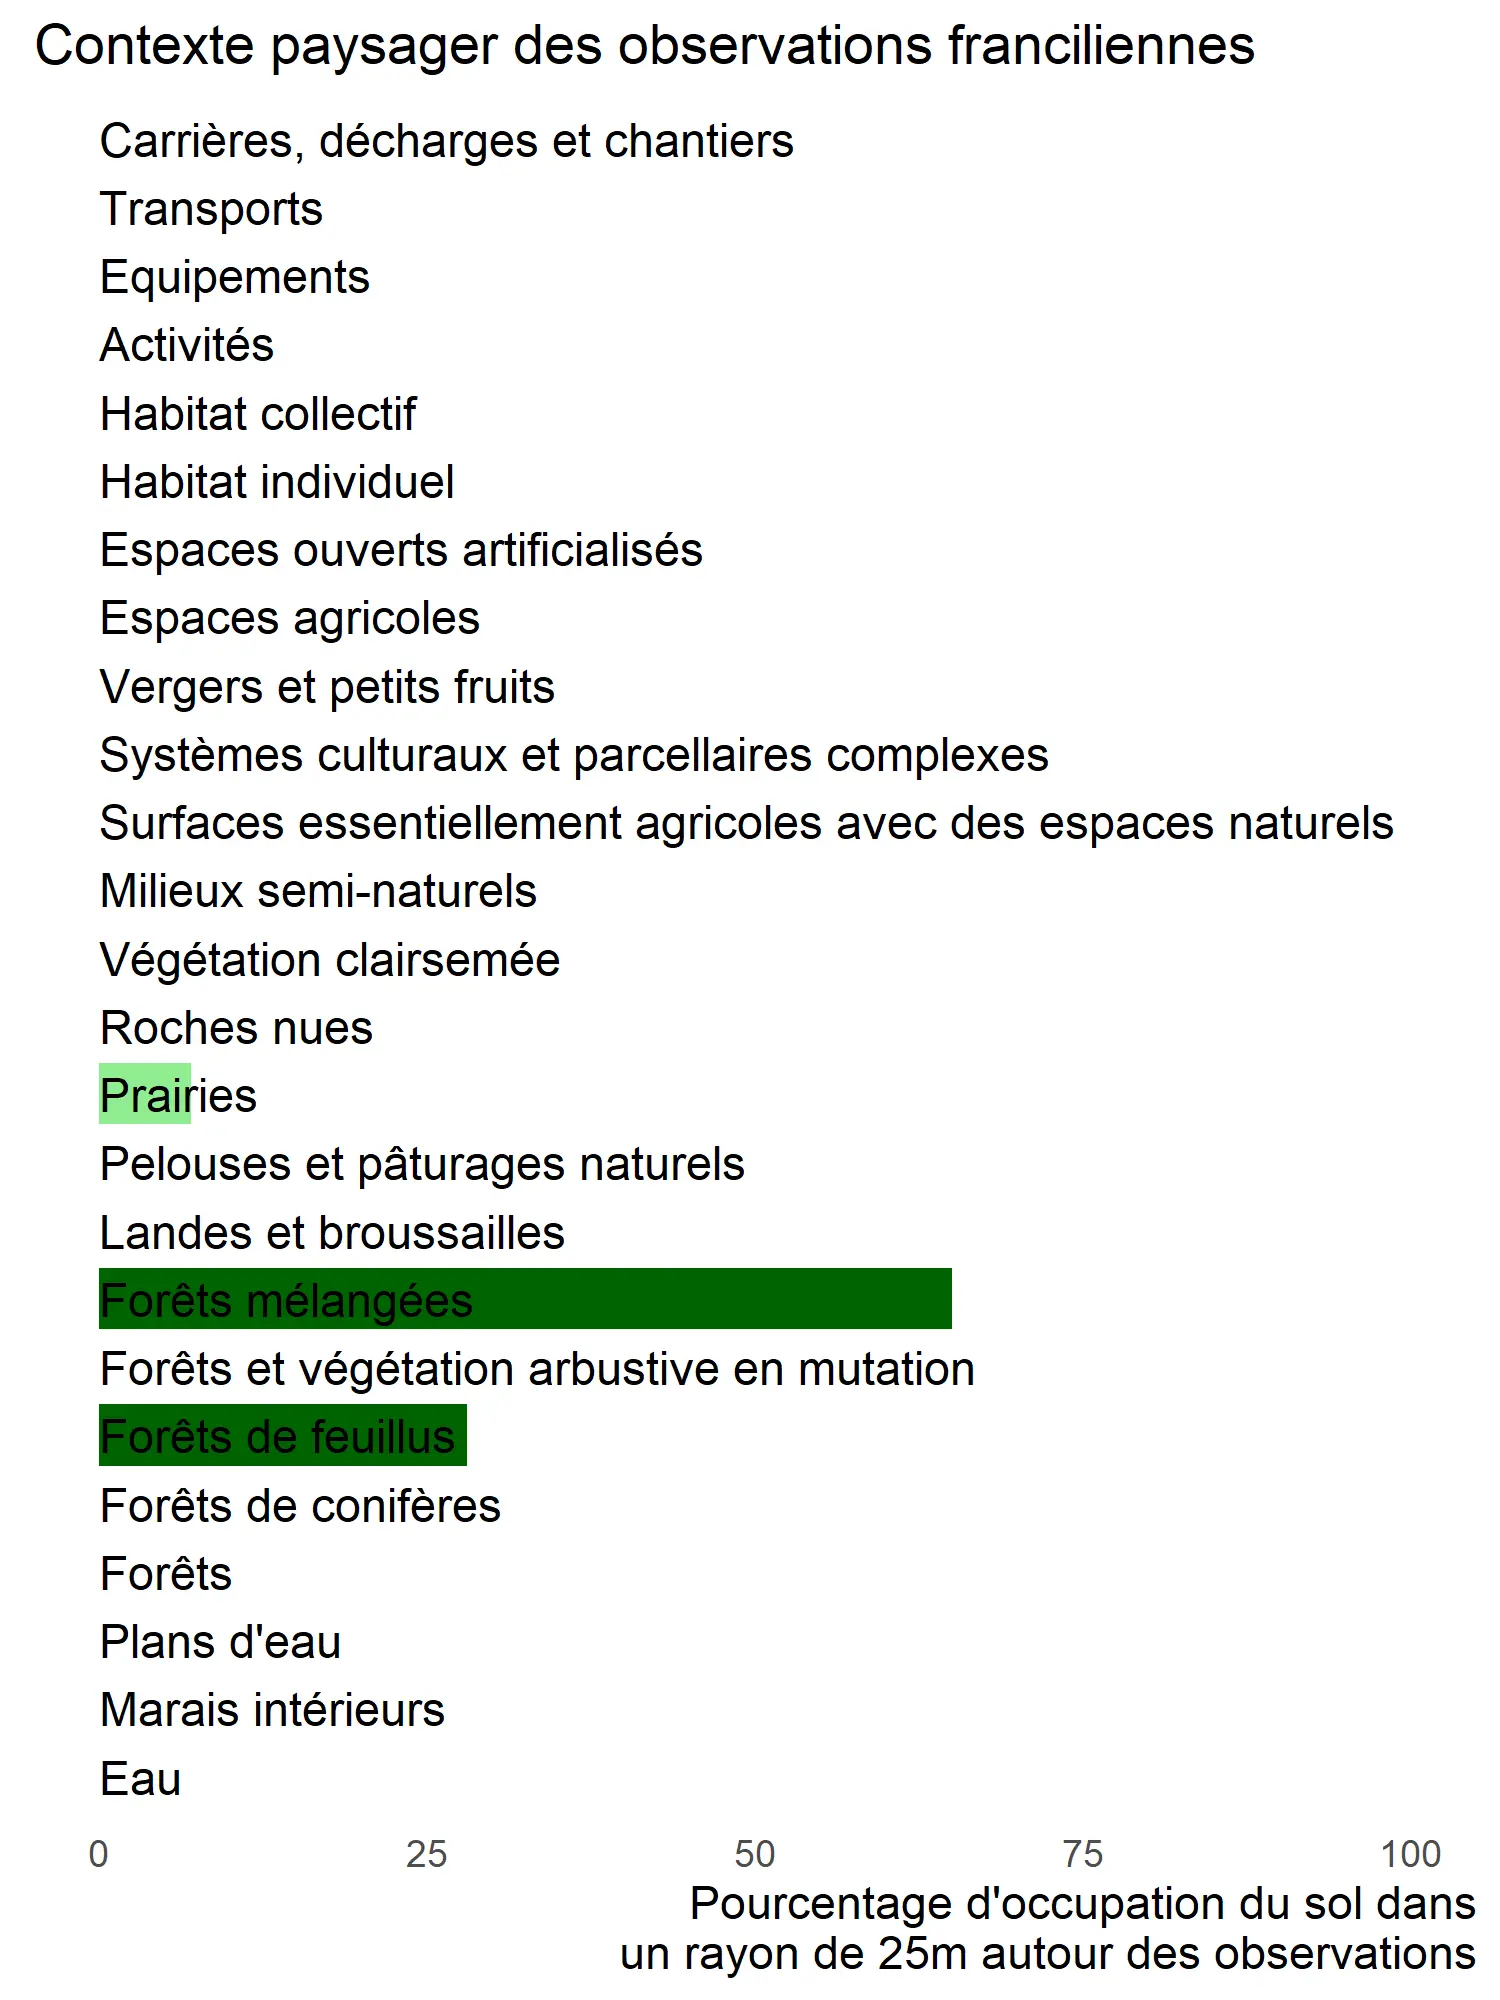 Contexte paysager des observations franciliennes
Carrières, décharges et chantiers
Transports
Equipements
Activités
Habitat collectif
Habitat individuel
Espaces ouverts artificialisés
Espaces agricoles
Vergers et petits fruits
Systèmes culturaux et parcellaires complexes
Surfaces essentiellement agricoles avec des espaces naturels
Milieux semi-naturels
Végétation clairsemée
Roches nues
Prairies
Pelouses et pâturages naturels
Landes et broussailles
Forêts mélangées
Forêts et végétation arbustive en mutation
Forêts de feuillus
Forêts de conifères
Forêts
Plans d'eau
Marais intérieurs
Eau
0 25 50 75 100
Pourcentage d'occupation du sol dans
un rayon de 25m autour des observations